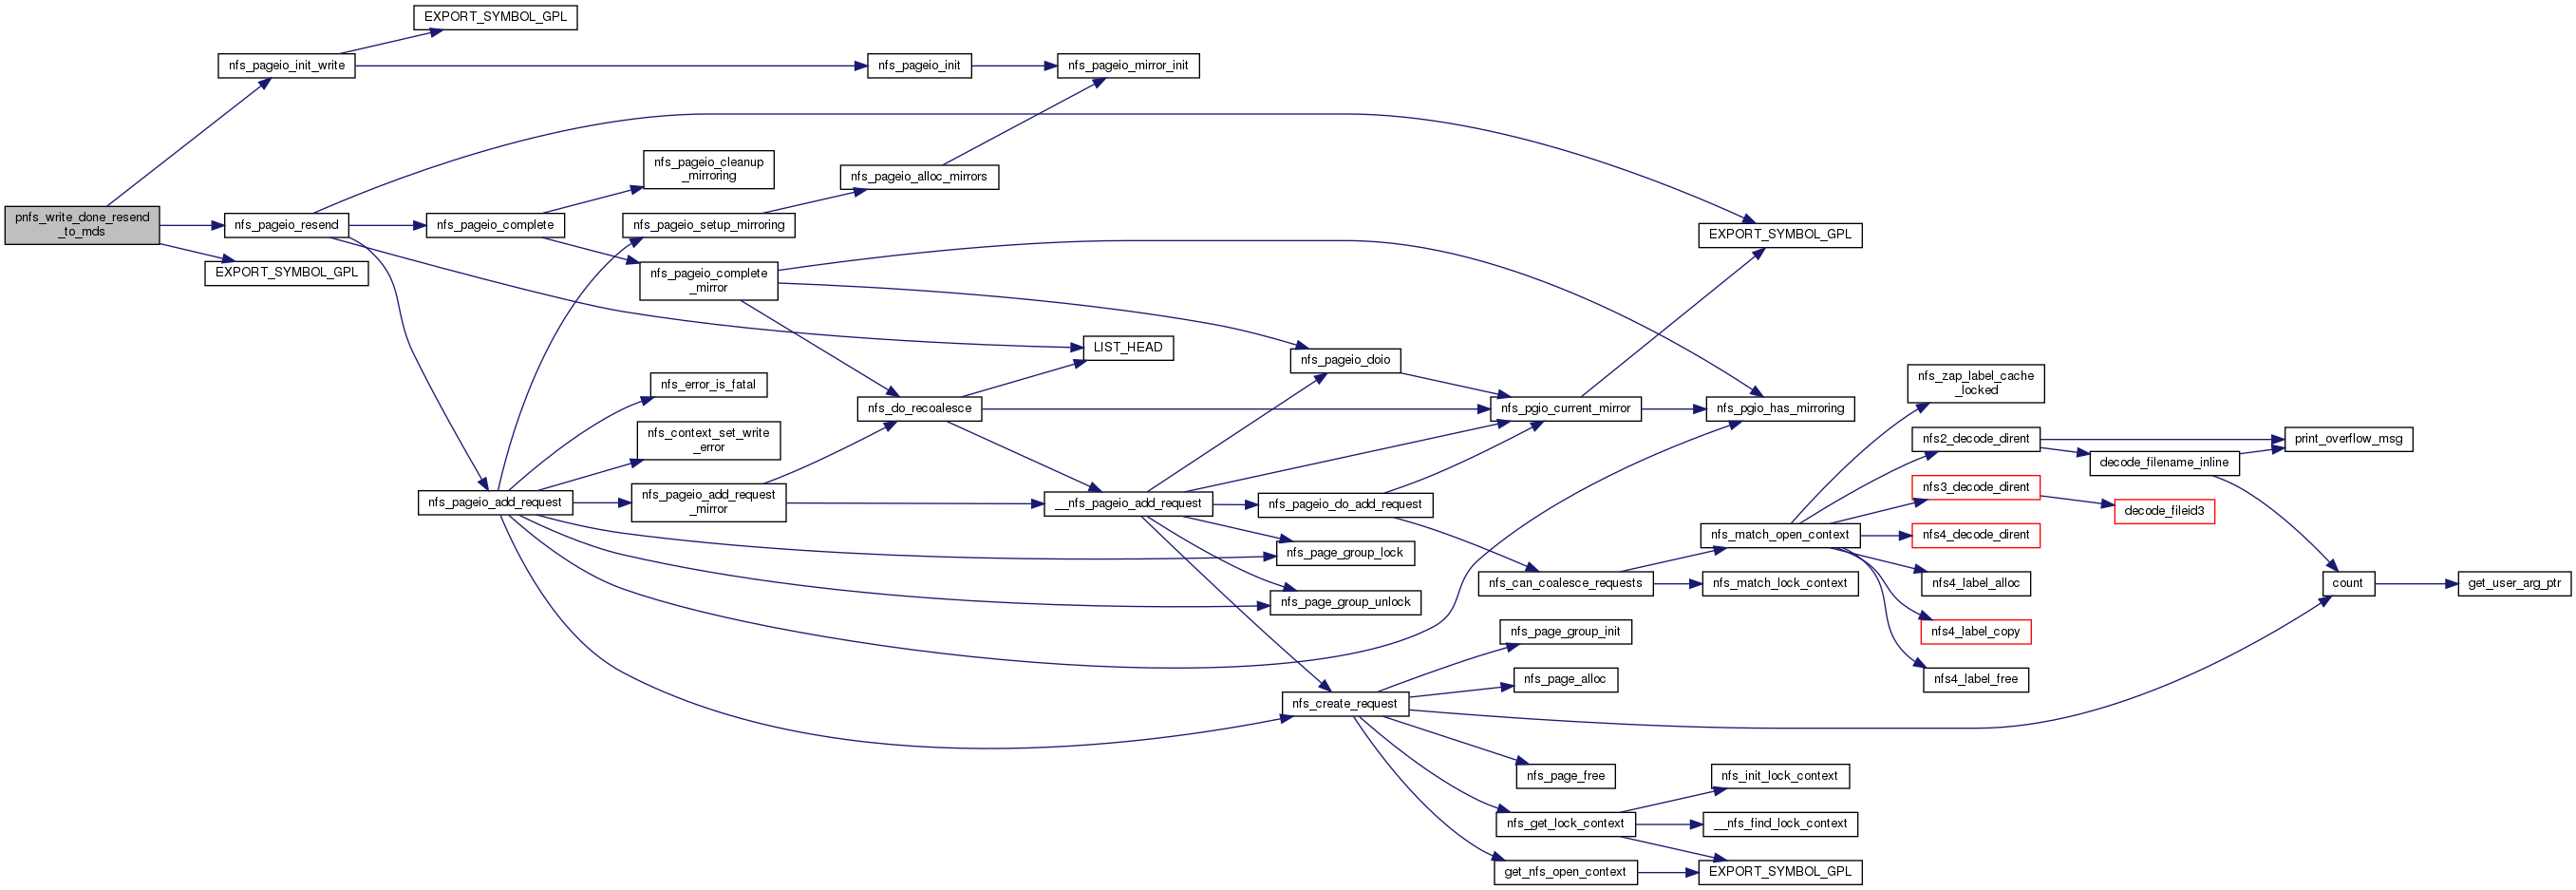 EXPORT_SYMBOL_GPL
nfs_pageio_init_write
nfs_pageio_init
nfs_pageio_mirror_init
nfs_pageio_cleanup
_mirroring
nfs_pageio_alloc_mirrors
pnfs_write_done_resend
_to_mds
nfs_pageio_resend
nfs_pageio_complete
nfs_pageio_setup_mirroring
EXPORT_SYMBOL_GPL
EXPORT_SYMBOL_GPL
nfs_pageio_complete
_mirror
LIST_HEAD
nfs_pageio_doio
nfs_error_is_fatal
nfs_zap_label_cache
_locked
nfs_do_recoalesce
nfs_pgio_current_mirror
nfs_pgio_has_mirroring
nfs_context_set_write
_error
nfs2_decode_dirent
print_overflow_msg
decode_filename_inline
nfs_pageio_add_request
nfs_pageio_add_request
_mirror
__nfs_pageio_add_request
nfs_pageio_do_add_request
nfs3_decode_dirent
decode_fileid3
nfs_match_open_context
nfs4_decode_dirent
nfs_page_group_lock
nfs_can_coalesce_requests
nfs_match_lock_context
nfs4_label_alloc
count
get_user_arg_ptr
nfs_page_group_unlock
nfs_page_group_init
nfs4_label_copy
nfs_page_alloc
nfs4_label_free
nfs_create_request
nfs_page_free
nfs_init_lock_context
nfs_get_lock_context
__nfs_find_lock_context
get_nfs_open_context
EXPORT_SYMBOL_GPL